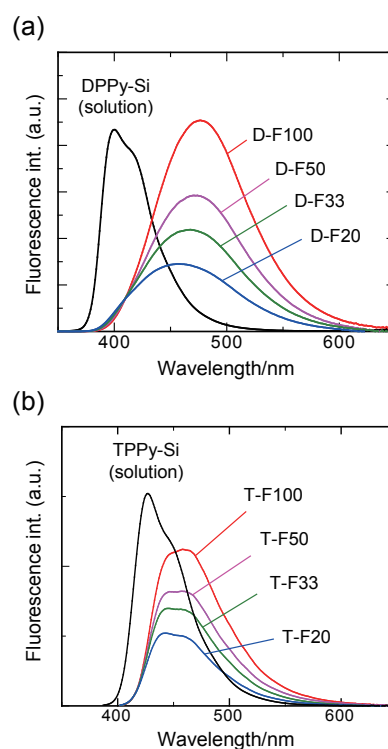 (a)
DPPy-Si
(solution)
D-F100
D-F50
D-F33
D-F20
Fluorescence int. (a.u.)
400
500
600
Wavelength/nm
(b)
TPPy-Si
(solution)
T-F100
T-F50
T-F33
T-F20
Fluorescence int. (a.u.)
400
500
600
Wavelength/nm